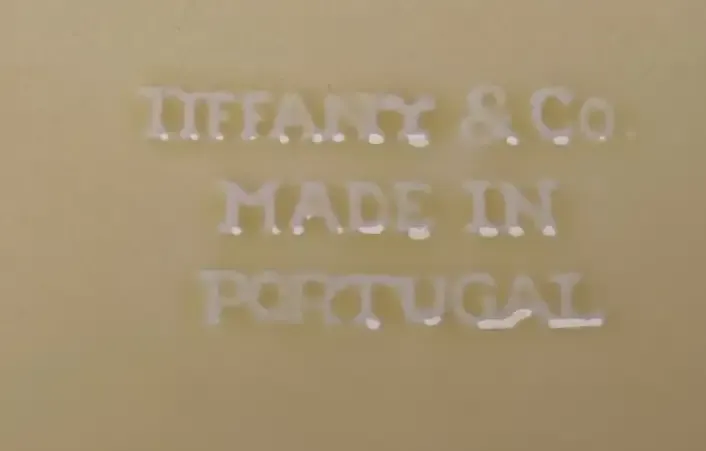 TIFFANY & CO.
MADE IN
PORTUGAL